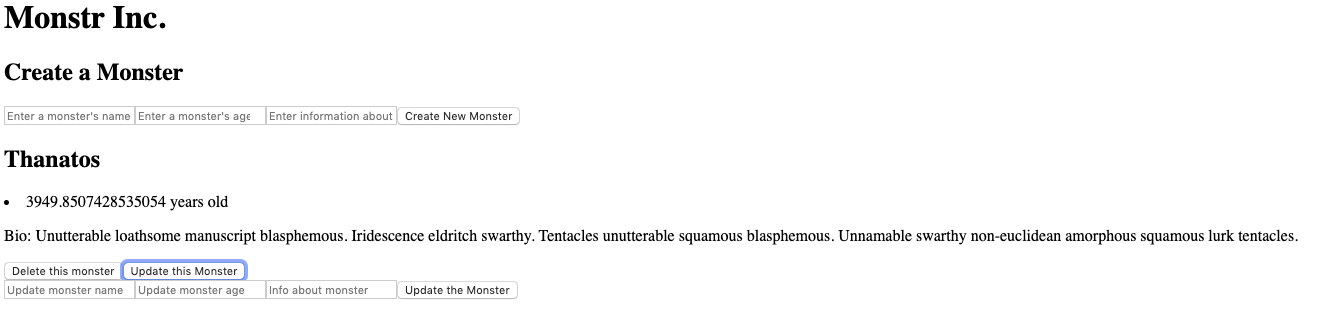 Monstr Inc.
Create a Monster
Enter a monster's name Enter a monster's age Enter information about Create New Monster
Thanatos
• 3949.8507428535054 years old
Bio: Unutterable loathsome manuscript blasphemous. Iridescence eldritch swarthy. Tentacles unutterable squamous blasphemous. Unnamable swarthy non-euclidean amorphous squamous lurk tentacles.
Delete this monster Update this Monster
Update monster name Update monster age Info about monster Update the Monster